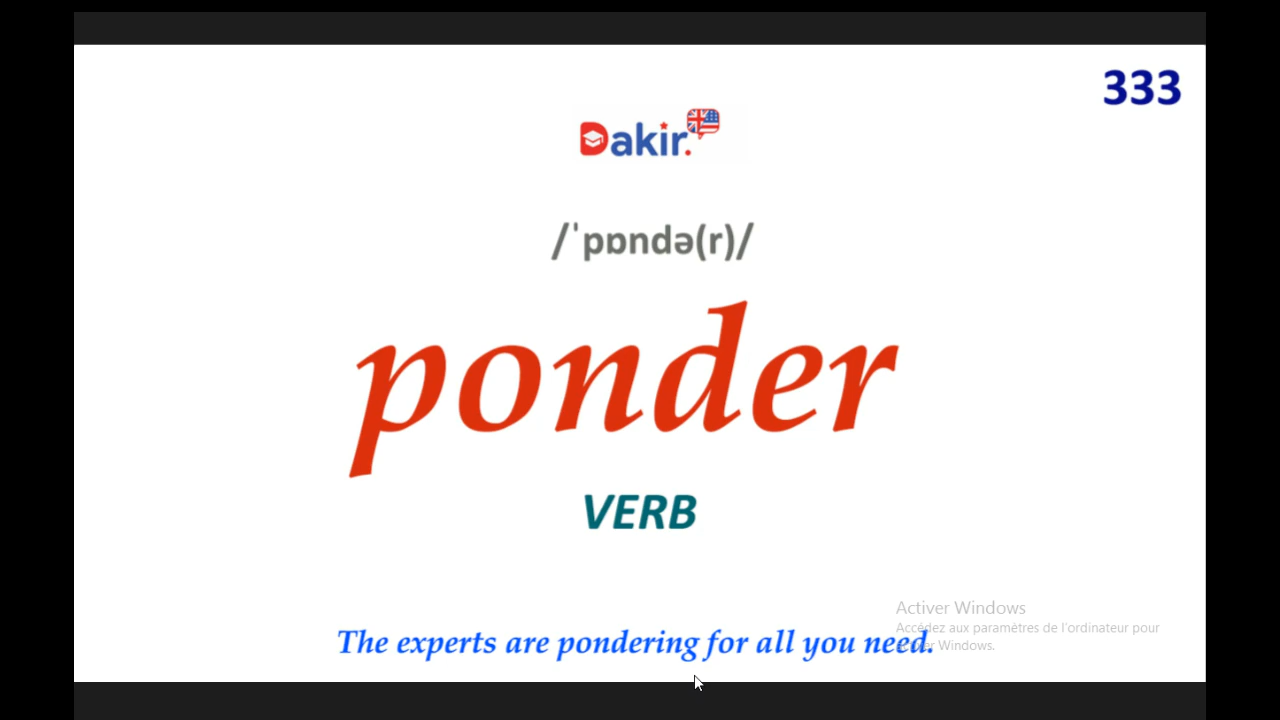 333
Dakir.
/ˈpɒndə(r)/
ponder
VERB
Activer Windows
Accédez aux paramètres de l'ordinateur pour
Windows.
The experts are pondering for all you need.